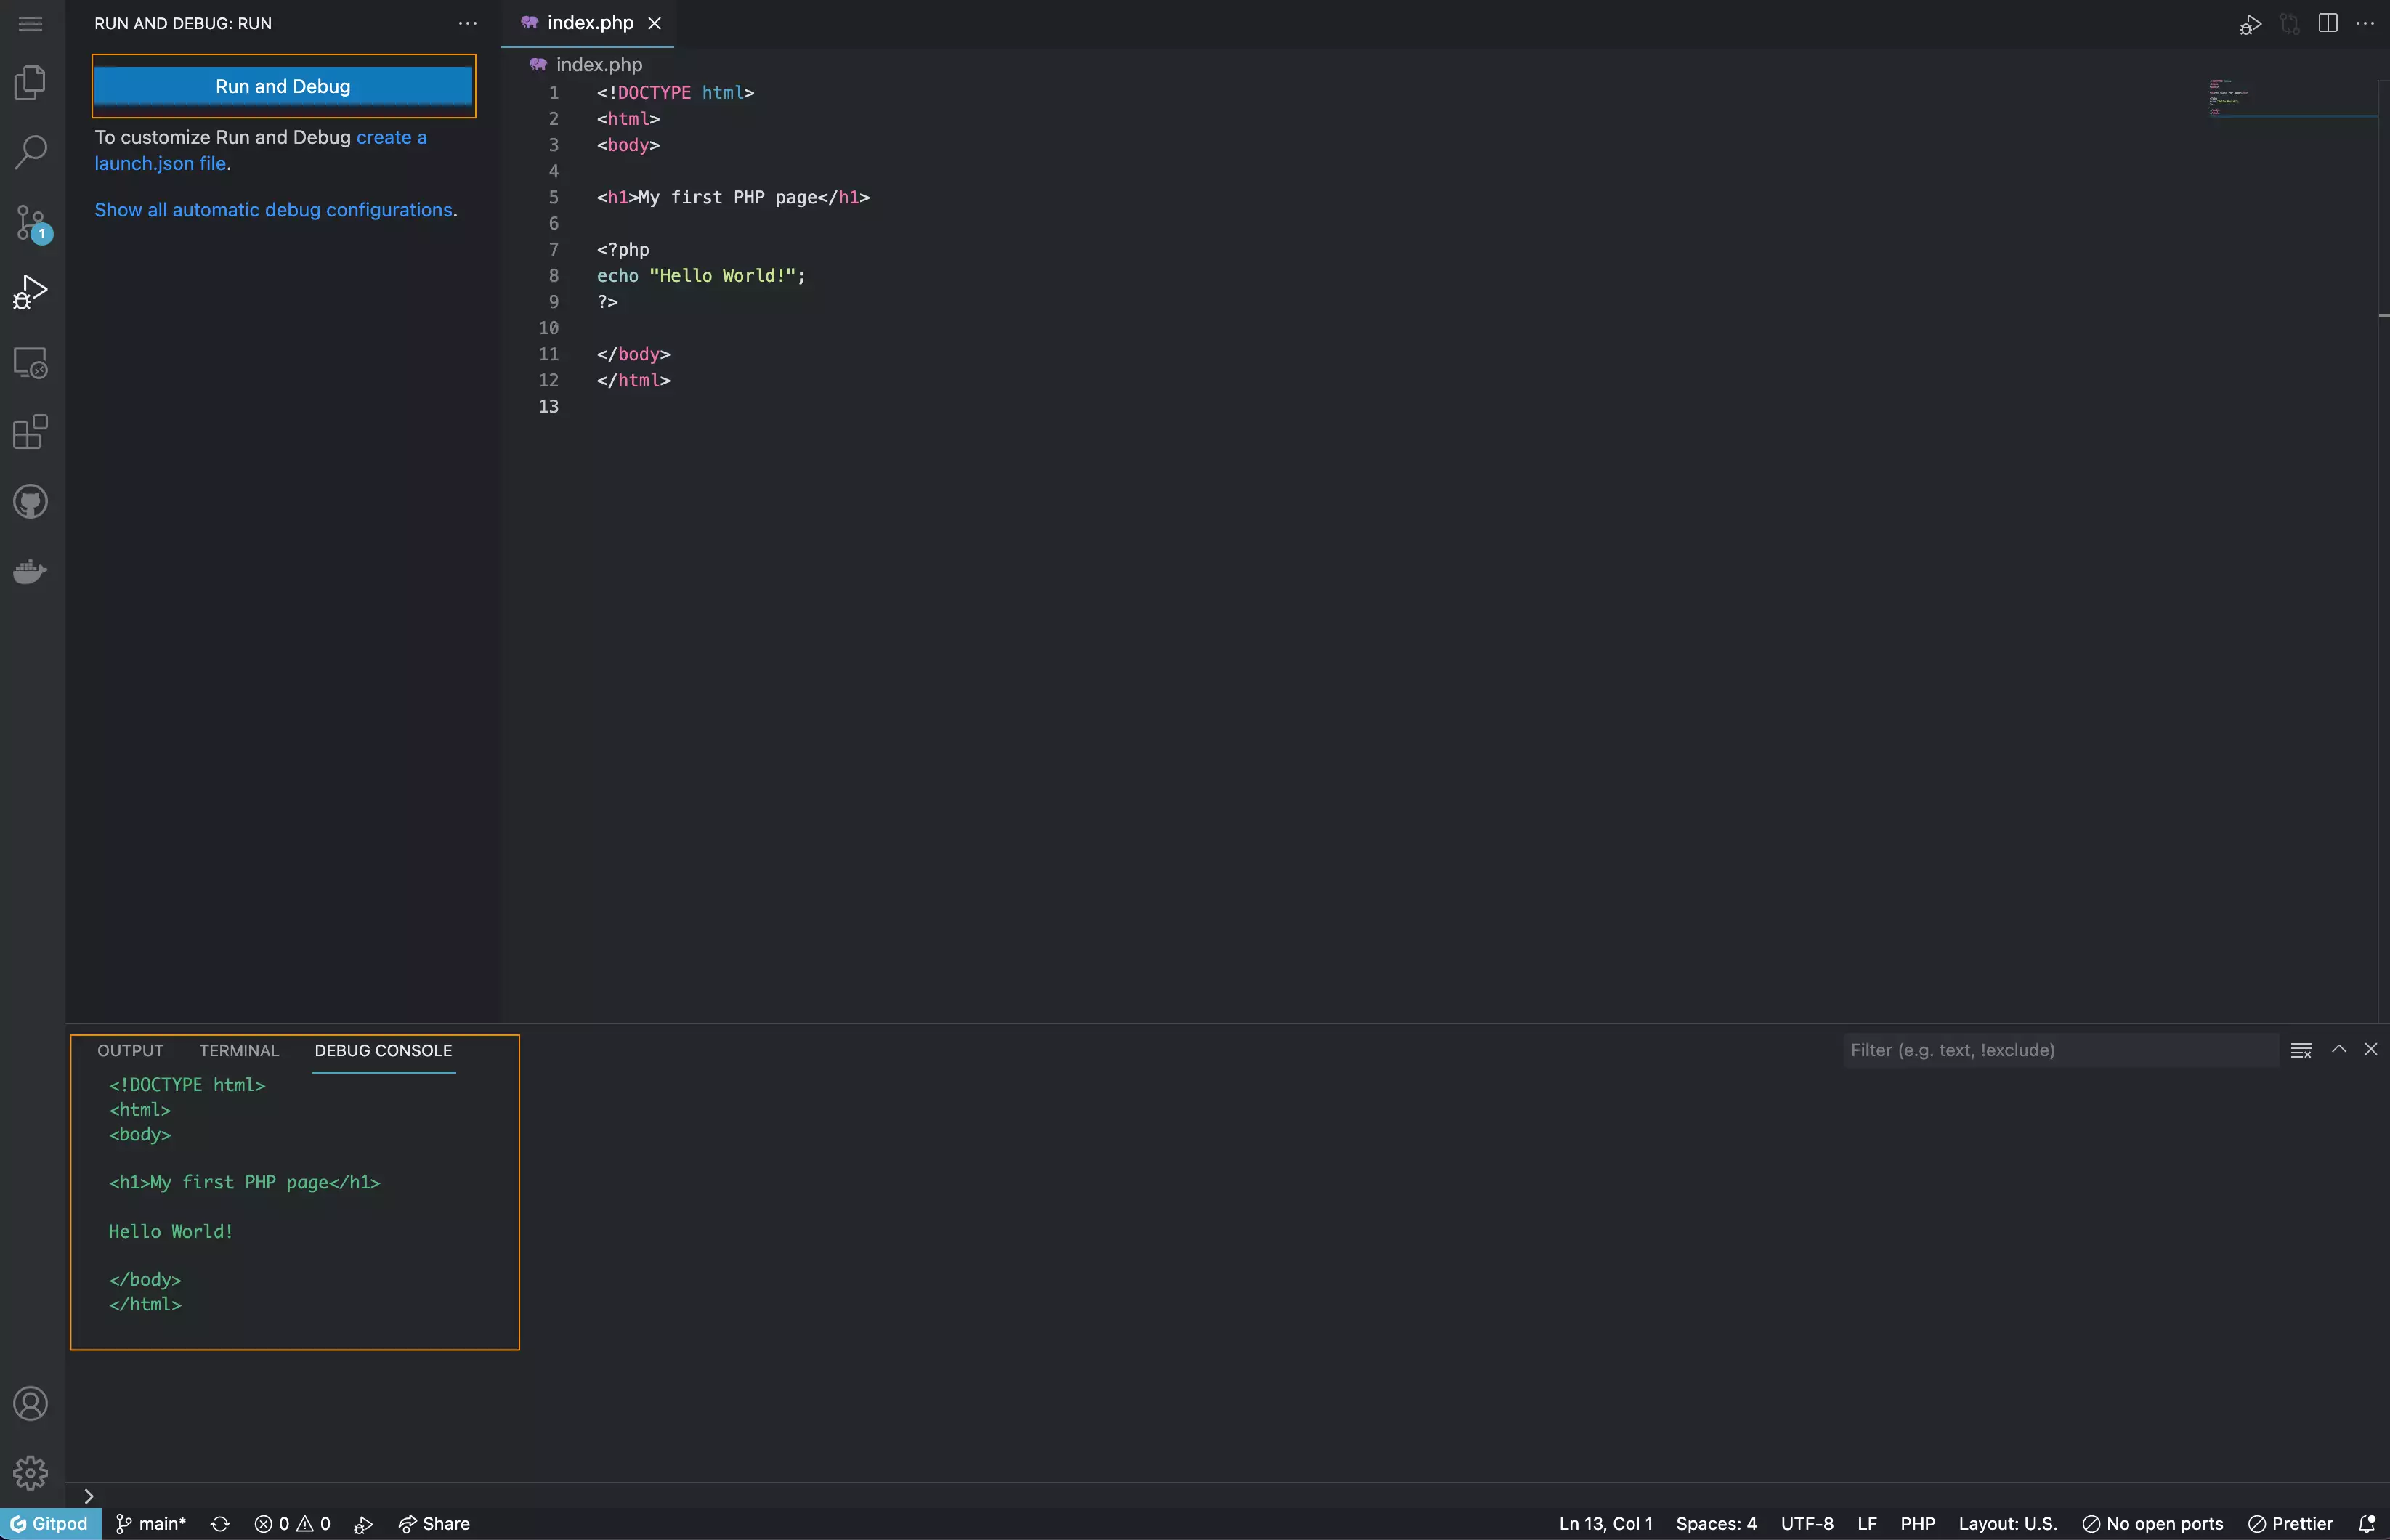 RUN AND DEBUG: RUN
Run and Debug
To customize Run and Debug create a
launch.json file.
Show all automatic debug configurations.
1
index.php
index.php
1 <!DOCTYPE html>
2 <html>
3 <body>
4
5 <h1>My first PHP page</h1>
6
7 <?php
8 echo "Hello World!";
9 ?>
10
11 </body>
12 </html>
13
OUTPUT TERMINAL DEBUG CONSOLE
Filter (e.g. text, !exclude)
<!DOCTYPE html>
<html>
<body>
<h1>My first PHP page</h1>
Hello World!
</body>
</html>
Gitpod main* 0 0 Share Ln 13, Col 1 Spaces: 4 UTF-8 LF PHP Layout: U.S. No open ports Prettier